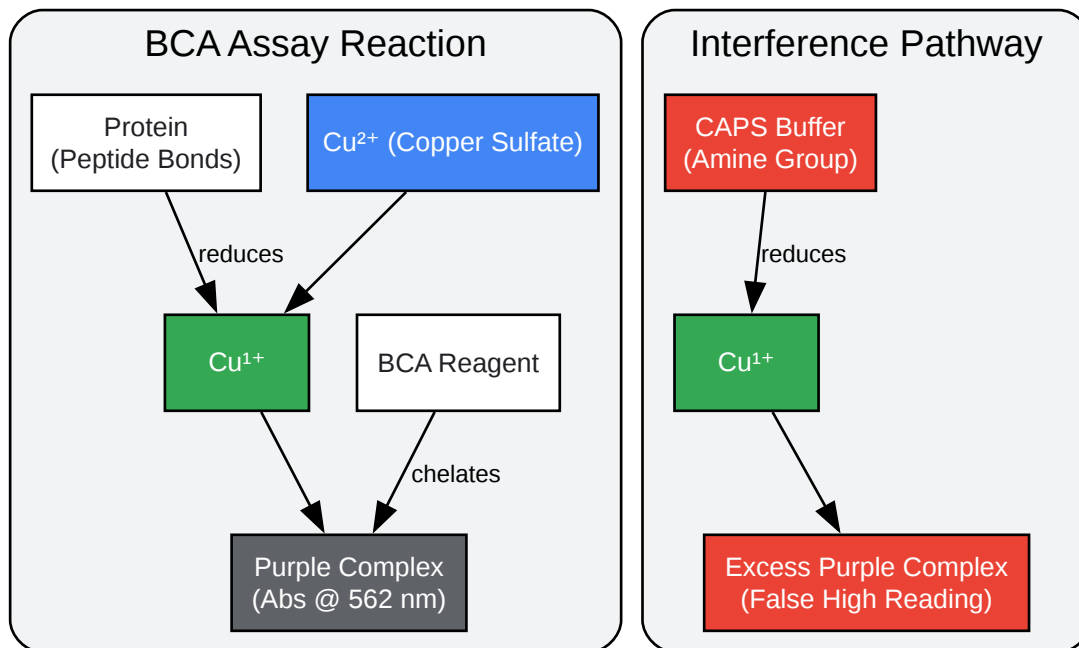 BCA Assay Reaction
Protein
(Peptide Bonds)
Cu²⁺ (Copper Sulfate)
reduces
Cu¹⁺
BCA Reagent
chelates
Purple Complex
(Abs @ 562 nm)
Interference Pathway
CAPS Buffer
(Amine Group)
reduces
Cu¹⁺
Excess Purple Complex
(False High Reading)